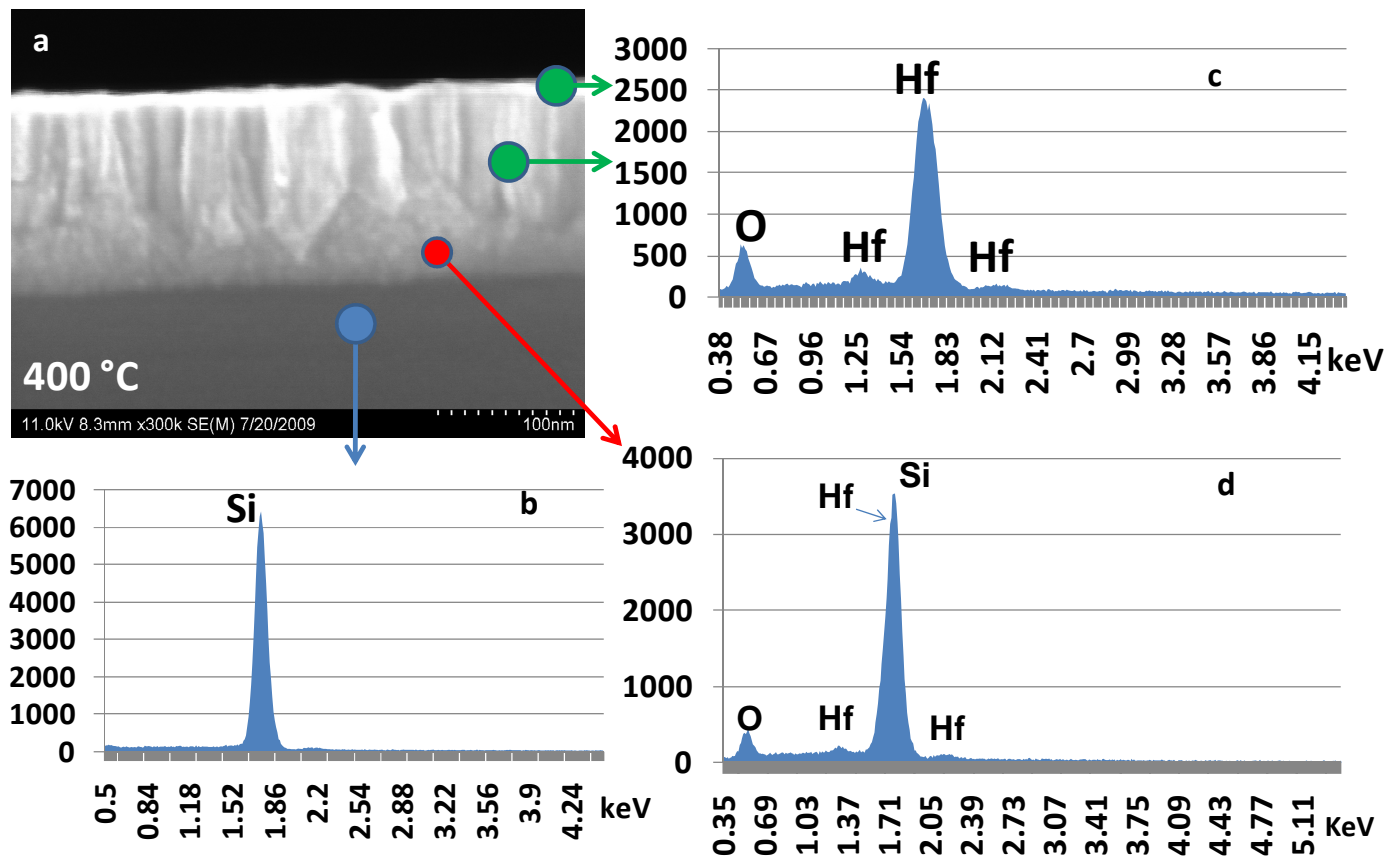 a
400 °C
11.0kV 8.3mm x300k SE(M) 7/20/2009 100nm
3000
2500
2000
1500
1000
500
0
c
Hf
O
Hf
Hf
0.38 0.67 0.96 1.25 1.54 1.83 2.12 2.41 2.7 2.99 3.28 3.57 3.86 4.15 keV
7000
6000
5000
4000
3000
2000
1000
0
b
Si
0.5 0.84 1.18 1.52 1.86 2.2 2.54 2.88 3.22 3.56 3.9 4.24 keV
4000
3000
2000
1000
0
d
Si
Hf
O
Hf
Hf
0.35 0.69 1.03 1.37 1.71 2.05 2.39 2.73 3.07 3.41 3.75 4.09 4.43 4.77 5.11 KeV